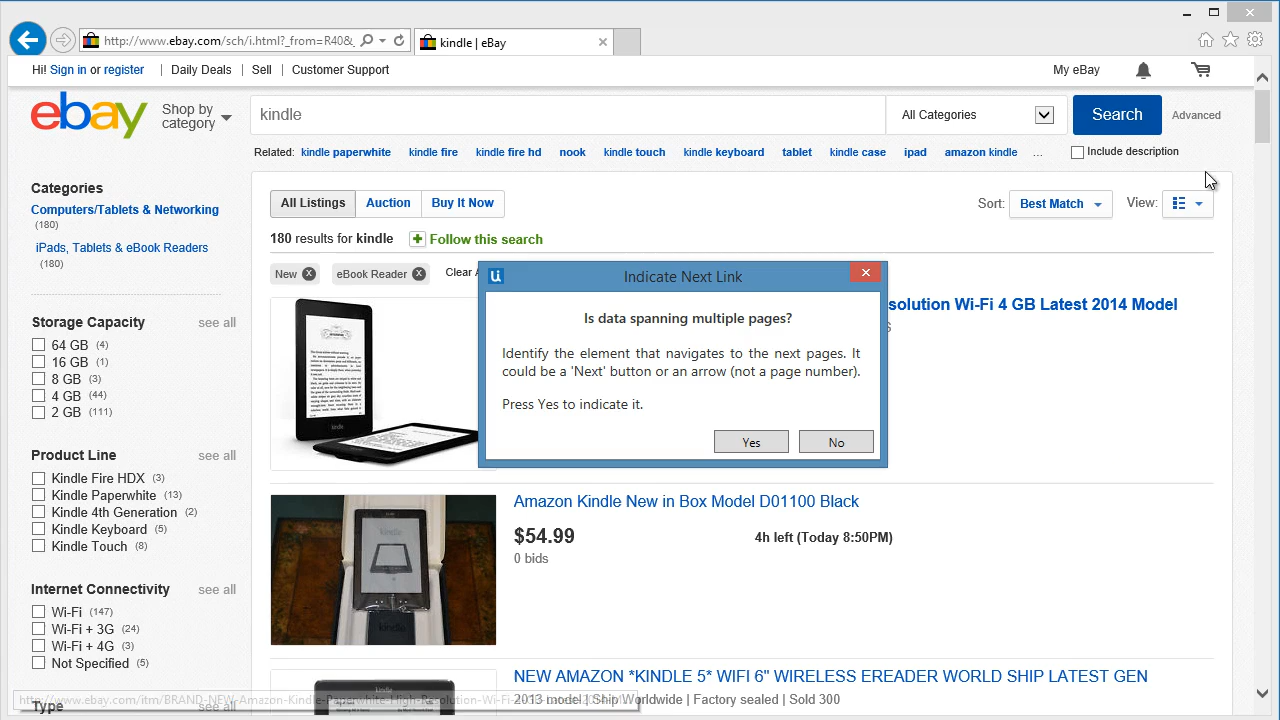 http://www.ebay.com/sch/i.html?_from=R40&
kindle | eBay
Hi! Sign in or register
Daily Deals
Sell
Customer Support
My eBay
ebay
Shop by category
kindle
All Categories
Search
Advanced
Related: kindle paperwhite kindle fire kindle fire hd nook kindle touch kindle keyboard tablet kindle case ipad amazon kindle ...
Include description
Categories
Computers/Tablets & Networking
(180)
iPads, Tablets & eBook Readers
(180)
Storage Capacity see all
64 GB (4)
16 GB (1)
8 GB (3)
4 GB (44)
2 GB (111)
Product Line see all
Kindle Fire HDX (3)
Kindle Paperwhite (13)
Kindle 4th Generation (2)
Kindle Keyboard (5)
Kindle Touch (8)
Internet Connectivity see all
Wi-Fi (147)
Wi-Fi + 3G (24)
Wi-Fi + 4G (3)
Not Specified (5)
Type
see all
All Listings Auction Buy It Now
Sort: Best Match
View:
180 results for kindle
Follow this search
New
eBook Reader
Clear A
solution Wi-Fi 4 GB Latest 2014 Model
Indicate Next Link
Is data spanning multiple pages?
Identify the element that navigates to the next pages. It
could be a 'Next' button or an arrow (not a page number).
Press Yes to indicate it.
Yes No
Amazon Kindle New in Box Model D01100 Black
$54.99
4h left (Today 8:50PM)
0 bids
kindle
NEW AMAZON *KINDLE 5* WIFI 6" WIRELESS EREADER WORLD SHIP LATEST GEN
2013 model | Ship Worldwide | Factory sealed | Sold 300